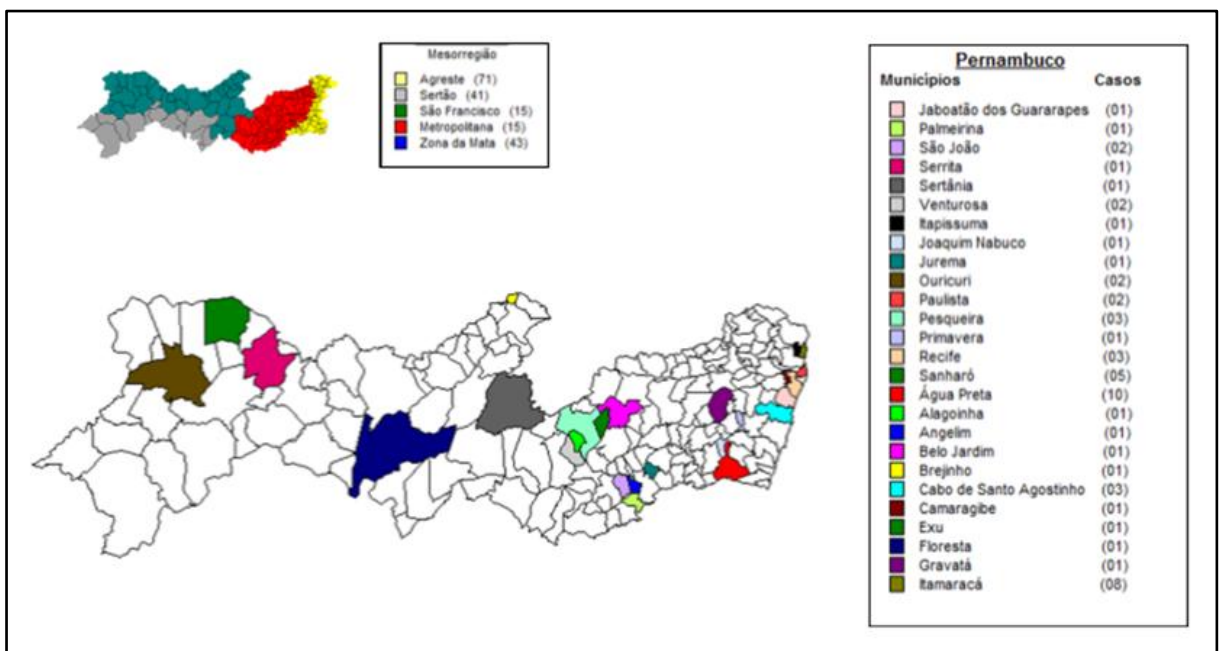 Mesorregião
Agreste (71)
Sertão (41)
São Francisco (15)
Metropolitana (15)
Zona da Mata (43)
Pernambuco
Municípios Casos
Jaboatão dos Guararapes (01)
Palmeirina (01)
São João (02)
Serrita (01)
Sertânia (01)
Venturosa (02)
Itapissuma (01)
Joaquim Nabuco (01)
Jurema (01)
Ouricuri (02)
Paulista (02)
Pesqueira (03)
Primavera (01)
Recife (03)
Sanharó (05)
Água Preta (10)
Alagoinha (01)
Angelim (01)
Belo Jardim (01)
Brejinho (01)
Cabo de Santo Agostinho (03)
Camaragibe (01)
Exu (01)
Floresta (01)
Gravatá (01)
Itamaracá (08)